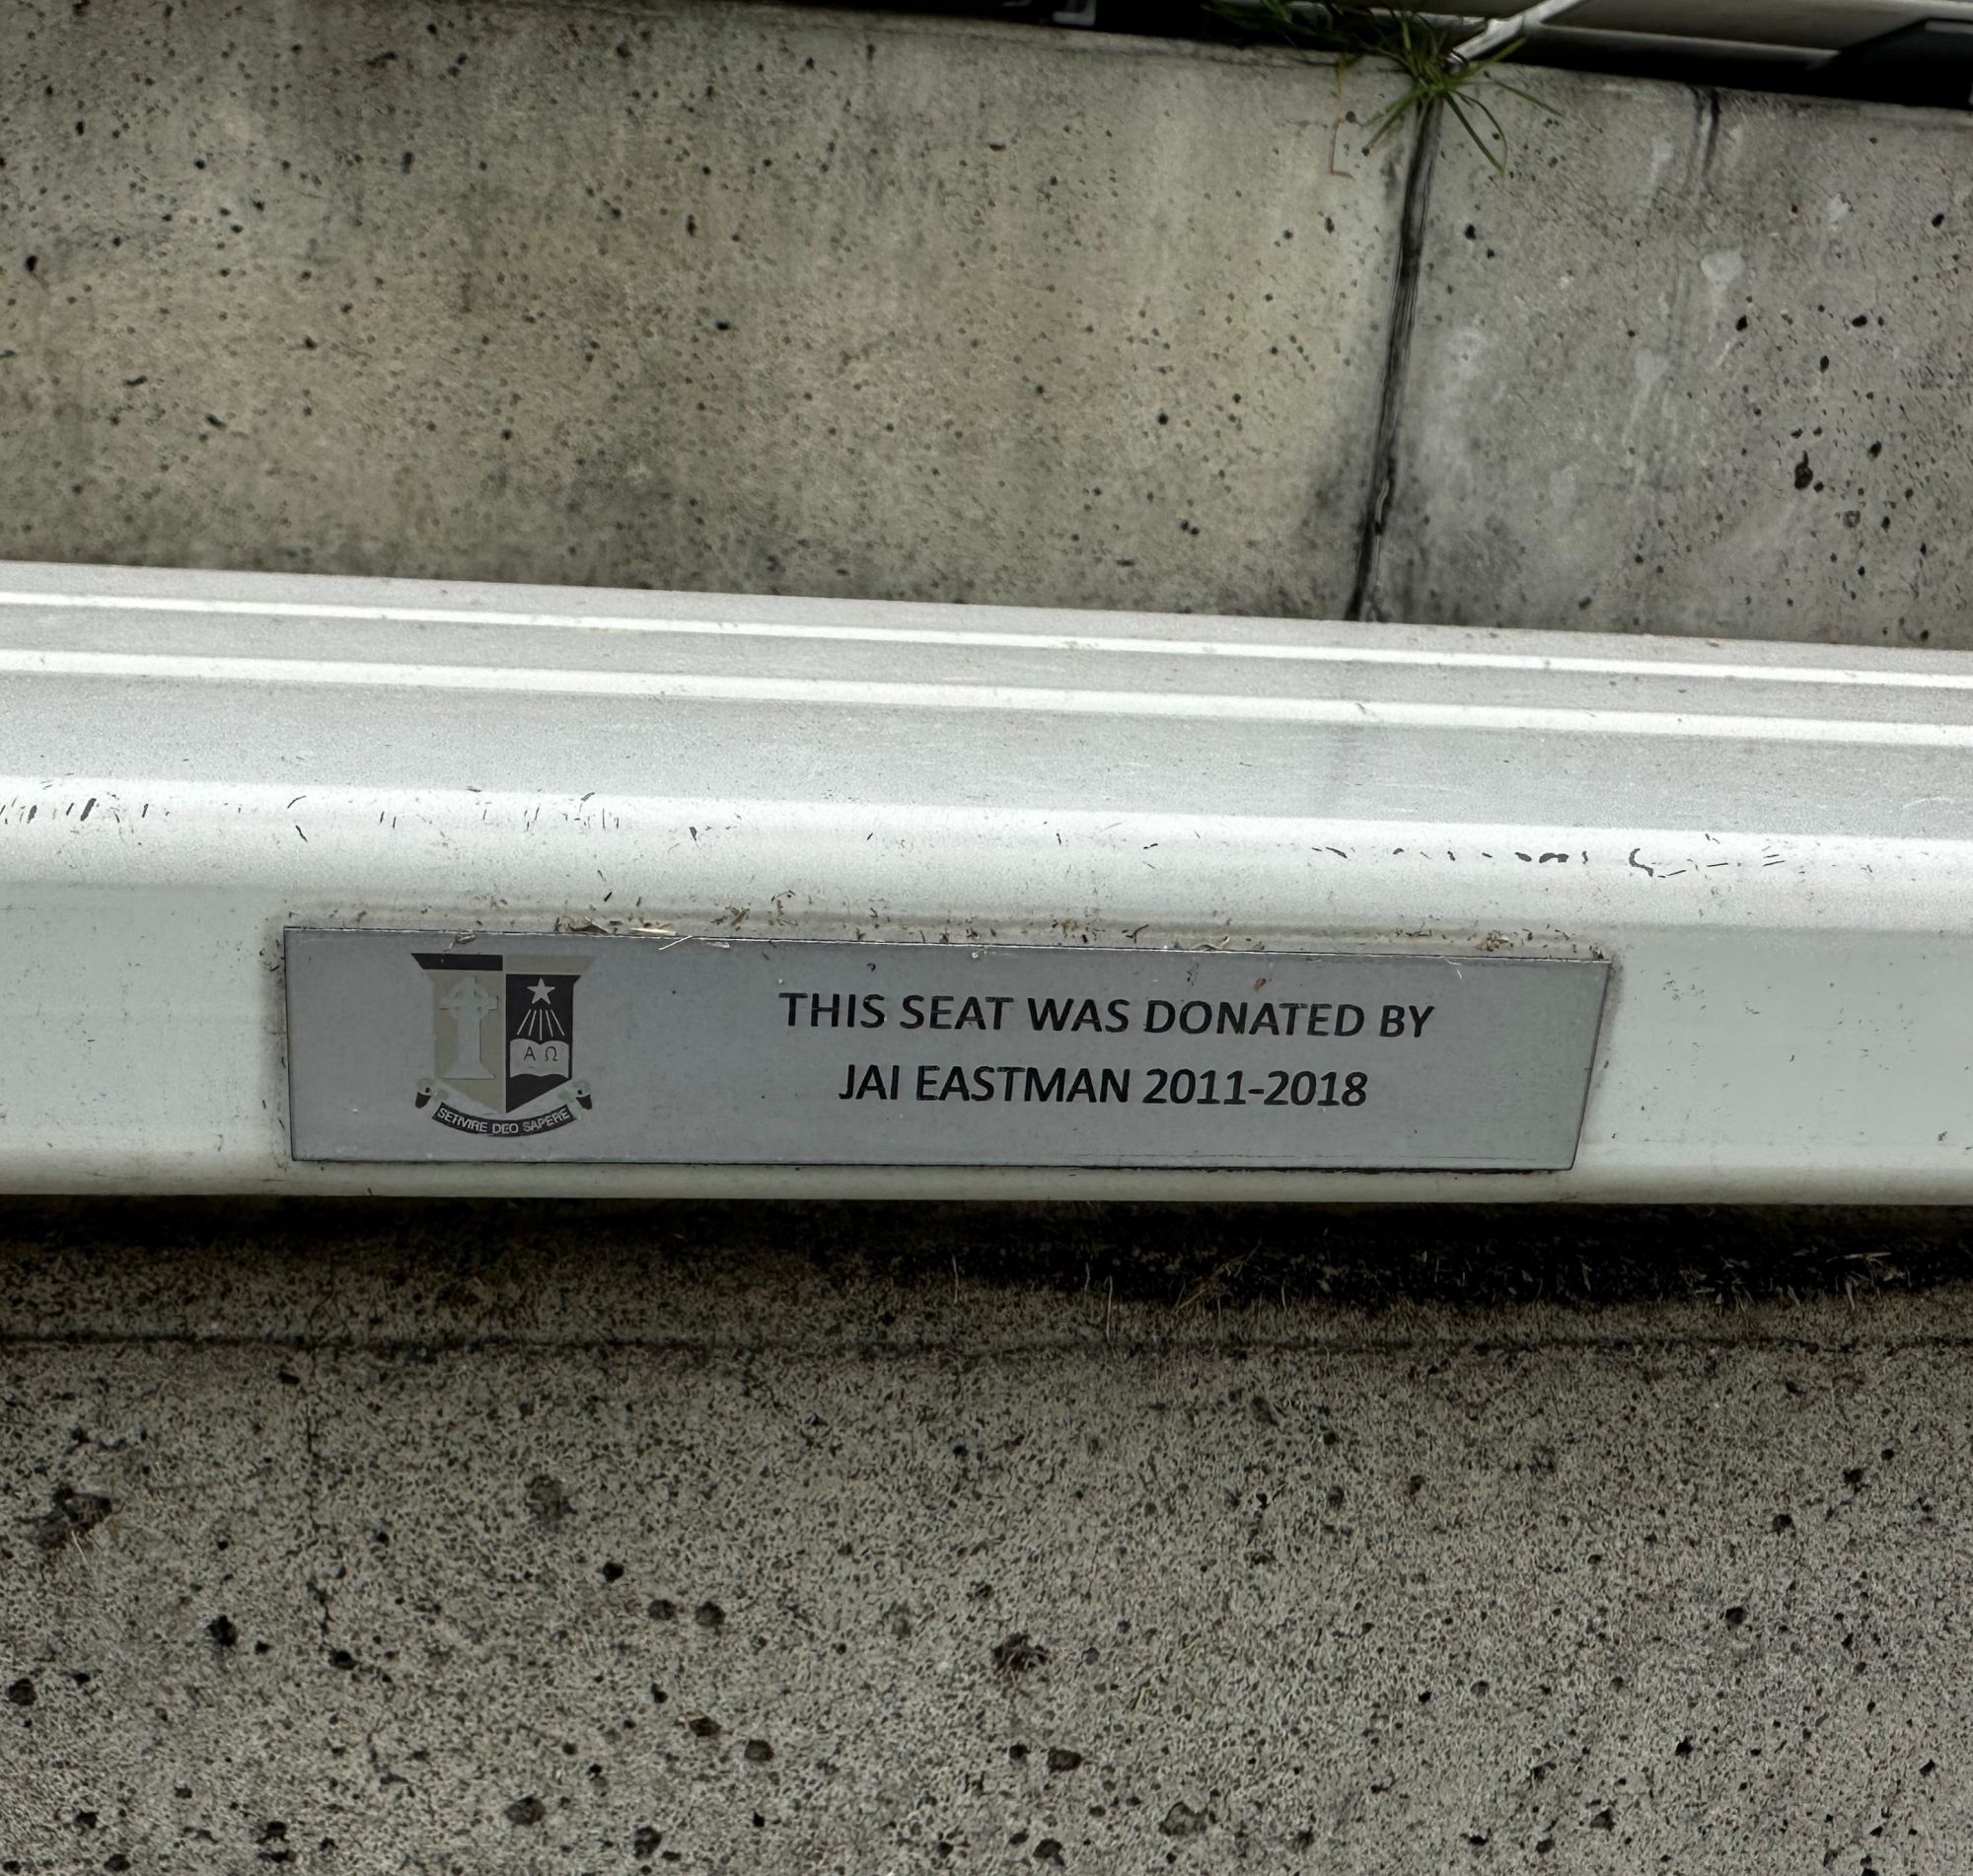 Α Ω
SERVIRE DEO SAPERE
THIS SEAT WAS DONATED BY
JAI EASTMAN 2011-2018